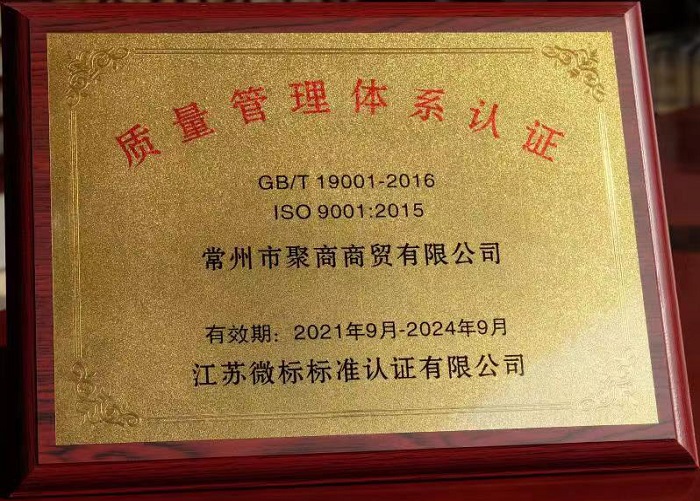 质量管理体系认证
GB/T 19001-2016
ISO 9001:2015
常州市聚商商贸有限公司
有效期：2021年9月-2024年9月
江苏微标标准认证有限公司